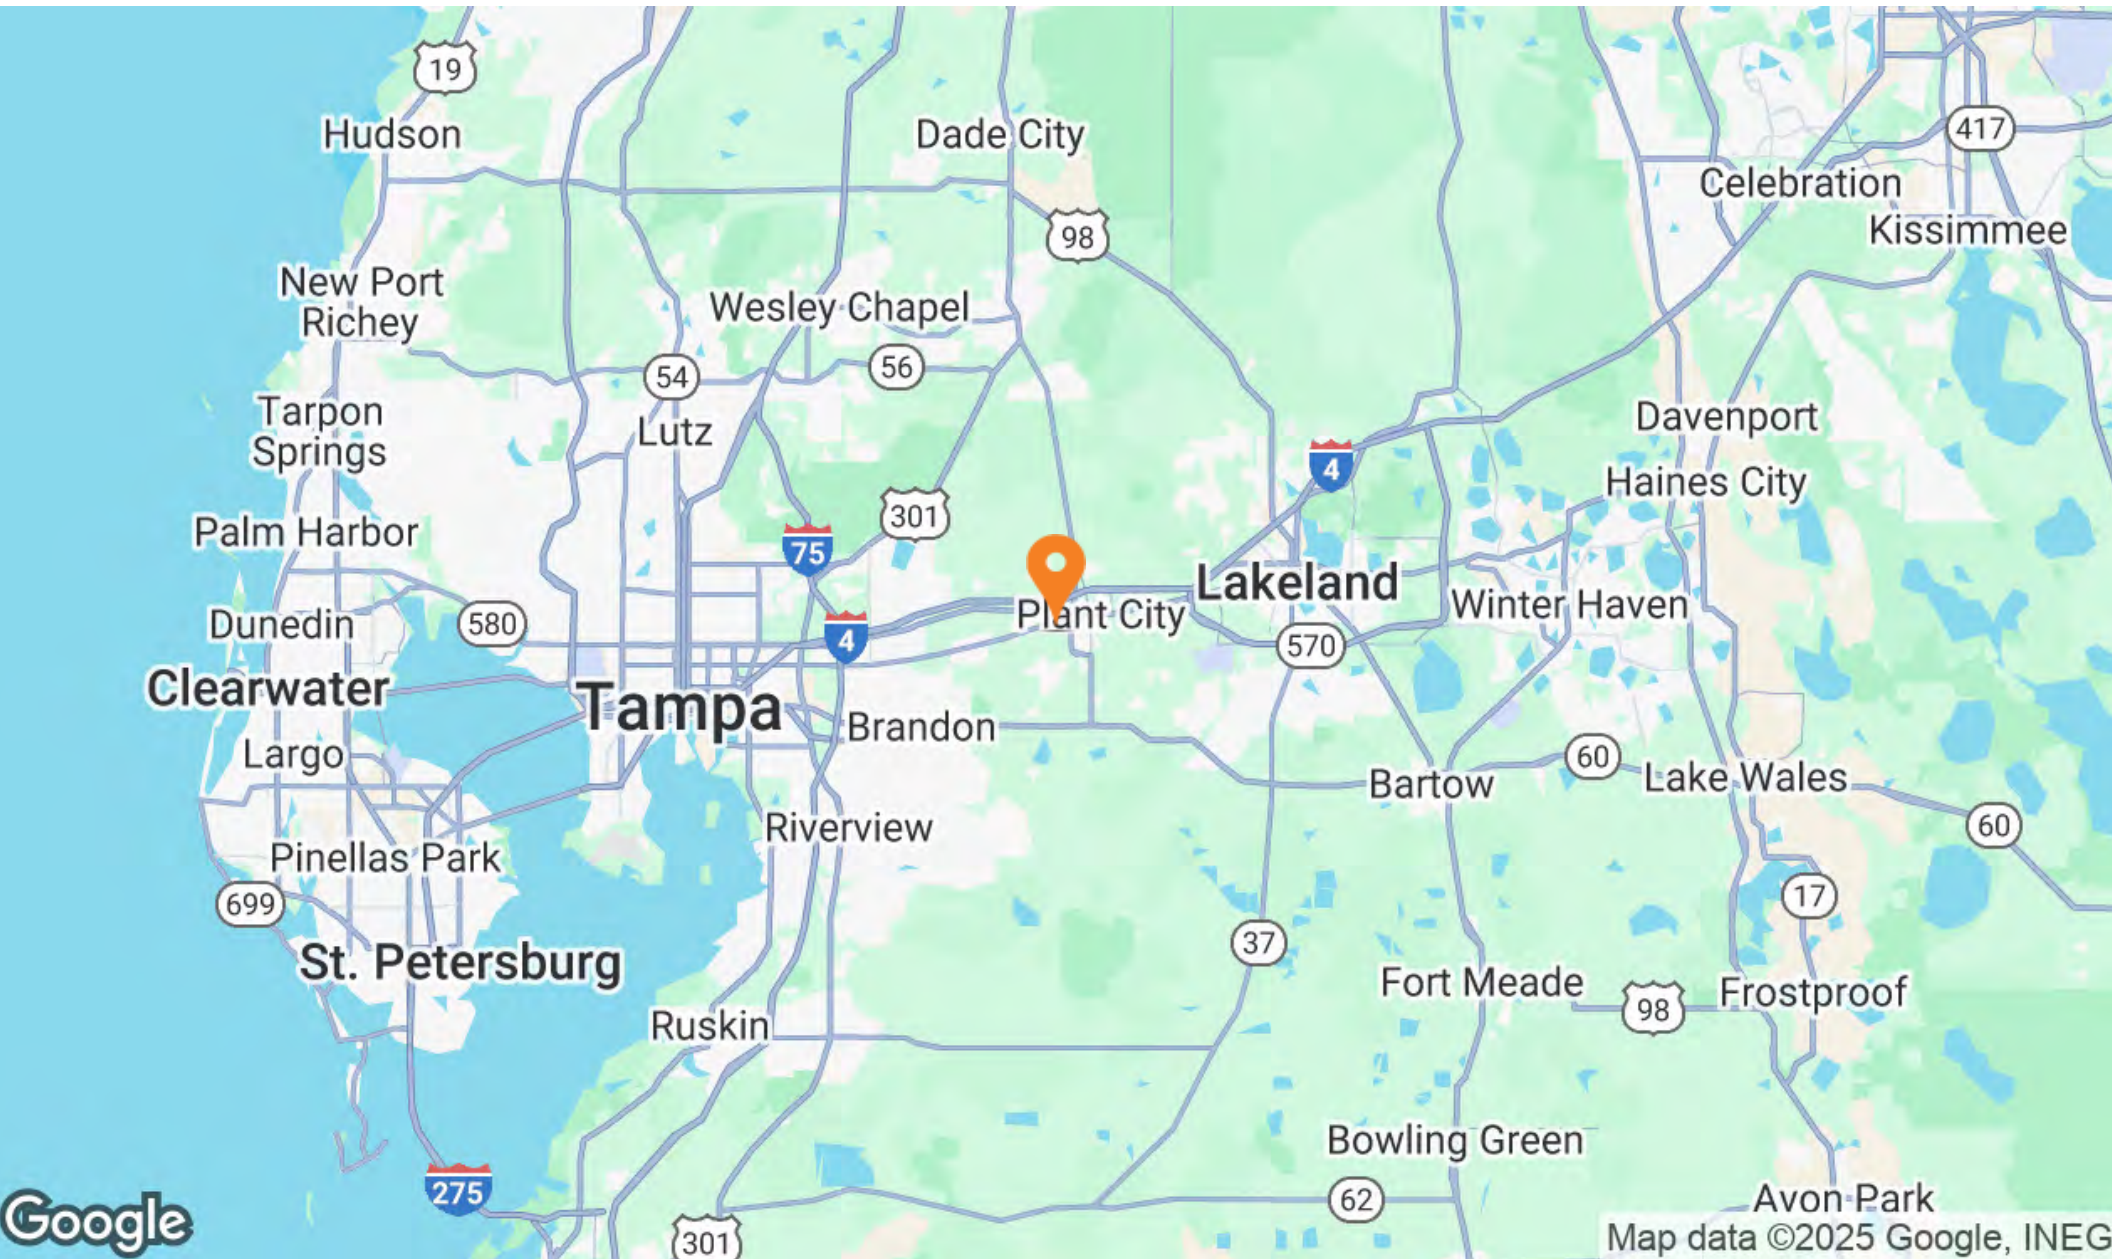 19
Hudson
Dade City
417
Celebration
98
Kissimmee
New Port
Richey
Wesley Chapel
54
56
Tarpon
Springs
Lutz
Davenport
4
Haines City
301
Palm Harbor
75
Lakeland
Plant City
Winter Haven
Dunedin
580
4
570
Clearwater
Tampa
Brandon
Largo
60
Bartow
Lake Wales
Riverview
60
Pinellas Park
17
699
37
St. Petersburg
Fort Meade
98
Frostproof
Ruskin
Bowling Green
275
62
Avon Park
Google
301
Map data ©2025 Google, INEG